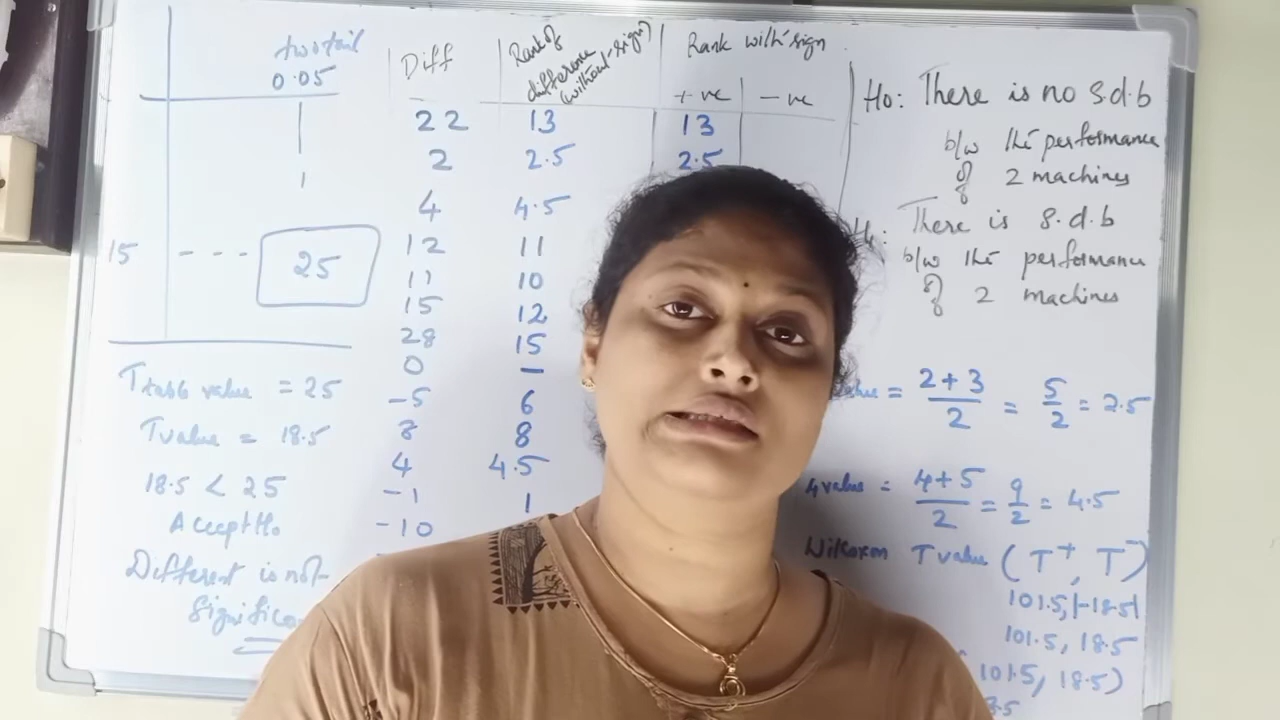 two tail
0.05
15 --- 25
T table value = 25
T value = 18.5
18.5 < 25
Accept Ho
Different is not
Diff
22
2
4
12
11
15
28
0
-5
8
4
-1
-10
Rank of
difference
(without sign)
13
2.5
4.5
11
10
12
15
-
6
8
4.5
1
Rank with sign
+ve -ve
13
2.5
Ho: There is no s.d.b
b/w the performance
of 2 machines
There is s.d.b
b/w the performance
of 2 machines
= 2+3/2 = 5/2 = 2.5
4 value = 4+5/2 = 9/2 = 4.5
Wilcoxon T value (T+, T-)
101.5, |-18.5|
101.5, 18.5
101.5, 18.5)